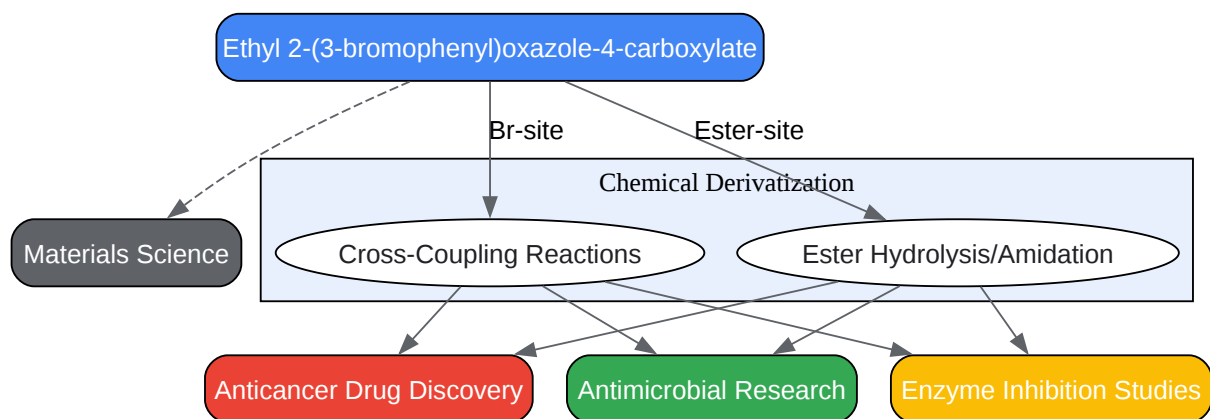 Ethyl 2-(3-bromophenyl)oxazole-4-carboxylate
Br-site
Ester-site
Chemical Derivatization
Materials Science
Cross-Coupling Reactions
Ester Hydrolysis/Amidation
Anticancer Drug Discovery
Antimicrobial Research
Enzyme Inhibition Studies